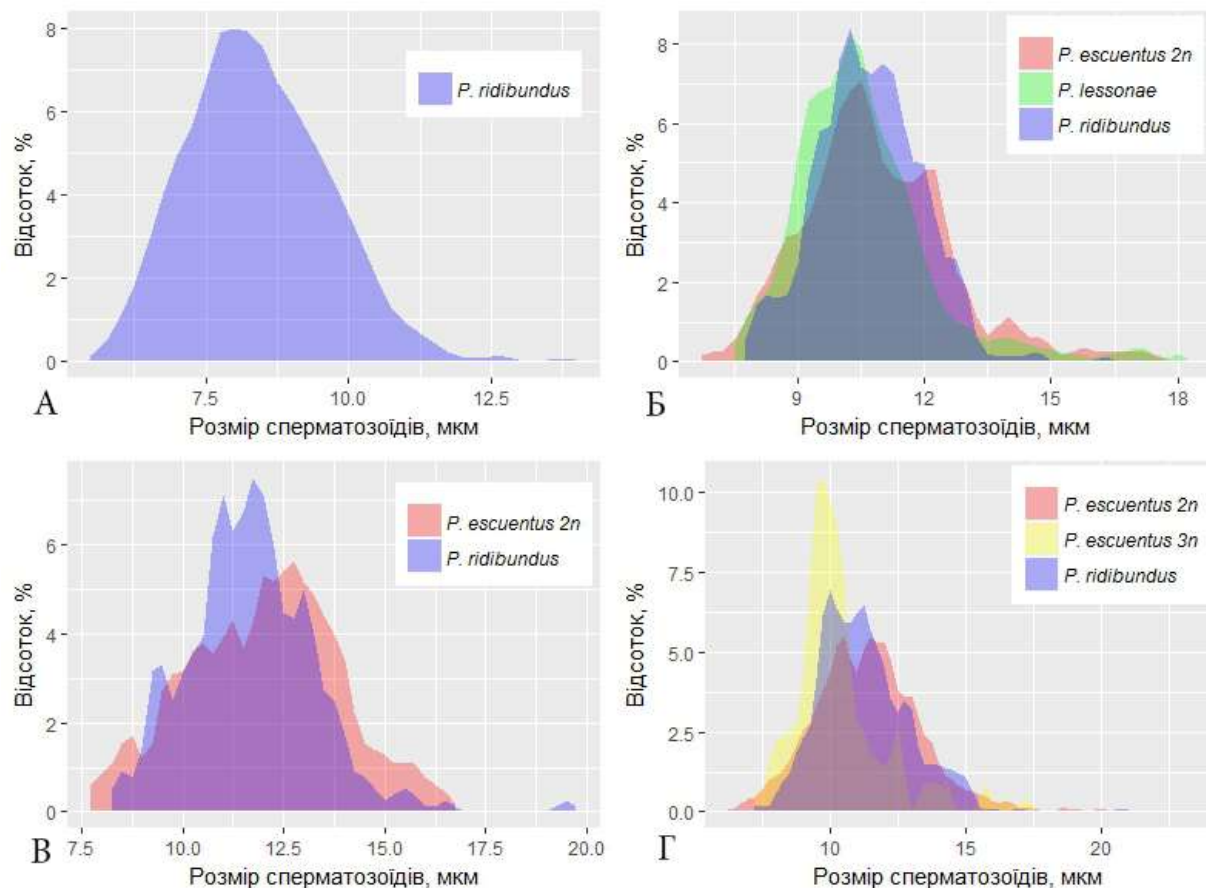 8
6
4
2
0
Відсоток, %
P. ridibundus
7.5
10.0
12.5
Розмір сперматозоїдів, мкм
А
8
6
4
2
0
Відсоток, %
P. escuentus 2n
P. lessonae
P. ridibundus
9
12
15
18
Розмір сперматозоїдів, мкм
Б
6
4
2
0
Відсоток, %
P. escuentus 2n
P. ridibundus
7.5
10.0
12.5
15.0
17.5
20.0
Розмір сперматозоїдів, мкм
В
10.0
7.5
5.0
2.5
0.0
Відсоток, %
P. escuentus 2n
P. escuentus 3n
P. ridibundus
10
15
20
Розмір сперматозоїдів, мкм
Г